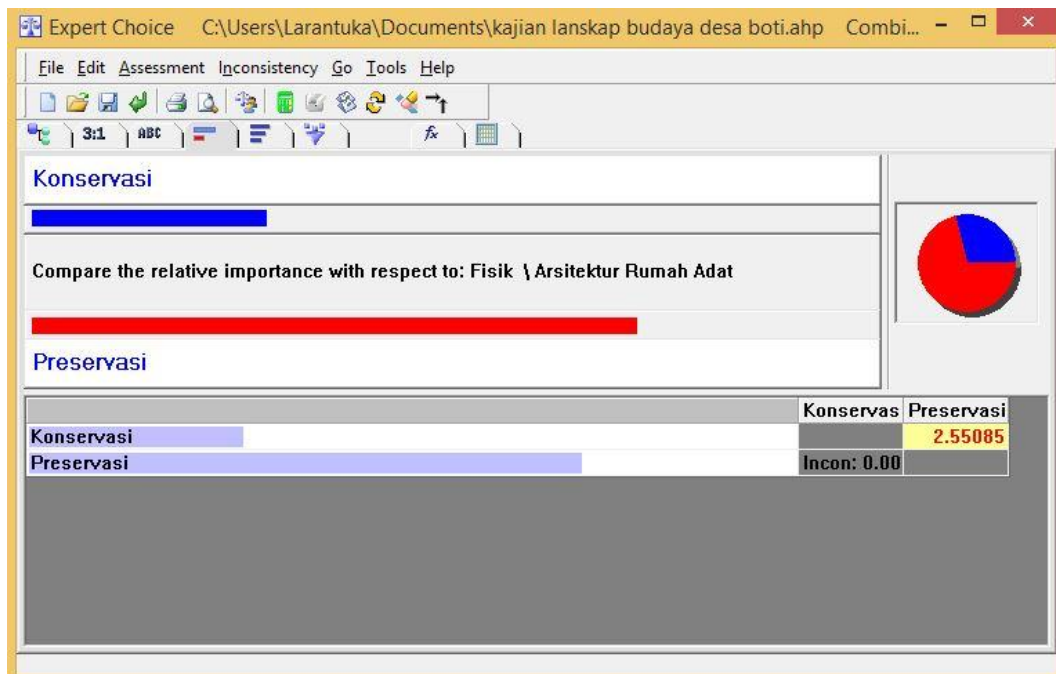 Expert Choice C:\Users\Larantuka\Documents\kajian lanskap budaya desa boti.ahp Combi...
File Edit Assessment Inconsistency Go Tools Help
3:1 ABC fx
Konservasi
Compare the relative importance with respect to: Fisik \ Arsitektur Rumah Adat
Preservasi
Konservas Preservasi
Konservasi 2.55085
Preservasi Incon: 0.00